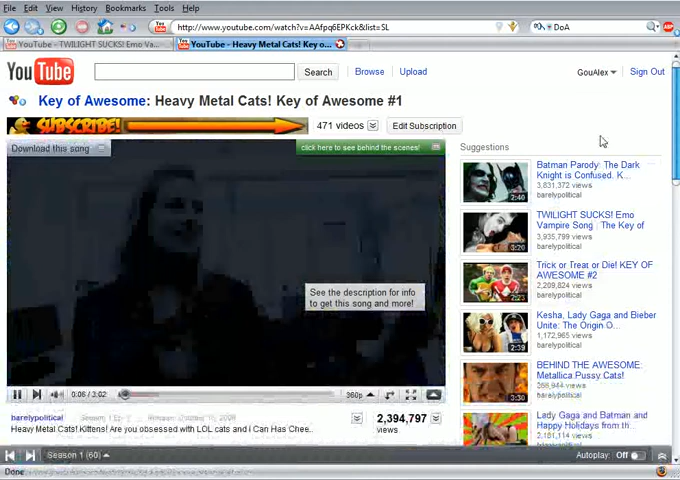 File Edit View History Bookmarks Tools Help
http://www.youtube.com/watch?v=AAfpq6EPKck&list=SL
DoA
YouTube - TWILIGHT SUCKS! Emo Va...
YouTube - Heavy Metal Cats! Key o...
YouTube
Search
Browse
Upload
GouAlex
Sign Out
Key of Awesome: Heavy Metal Cats! Key of Awesome #1
SUBSCRIBE!
471 videos
Edit Subscription
Download this song
click here to see behind the scenes!
See the description for info
to get this song and more!
0:06 / 3:02
360p
barelypolitical
Heavy Metal Cats! Kittens! Are you obsessed with LOL cats and I Can Has Chee..
2,394,797
views
Suggestions
2:40
Batman Parody: The Dark
Knight is Confused. K...
3,831,372 views
barelypolitical
3:26
TWILIGHT SUCKS! Emo
Vampire Song : The Key of
3,935,799 views
barelypolitical
2:23
Trick or Treat or Die! KEY OF
AWESOME #2
2,209,824 views
barelypolitical
2:39
Kesha, Lady Gaga and Bieber
Unite: The Origin O...
1,172,965 views
barelypolitical
3:30
BEHIND THE AWESOME:
Metallica Pussy Cats!
views
barelypolitical
Lady Gaga and Batman and
Happy Holidays from th...
views
barelypolitical
Season 1 (60)
Autoplay: Off
Done